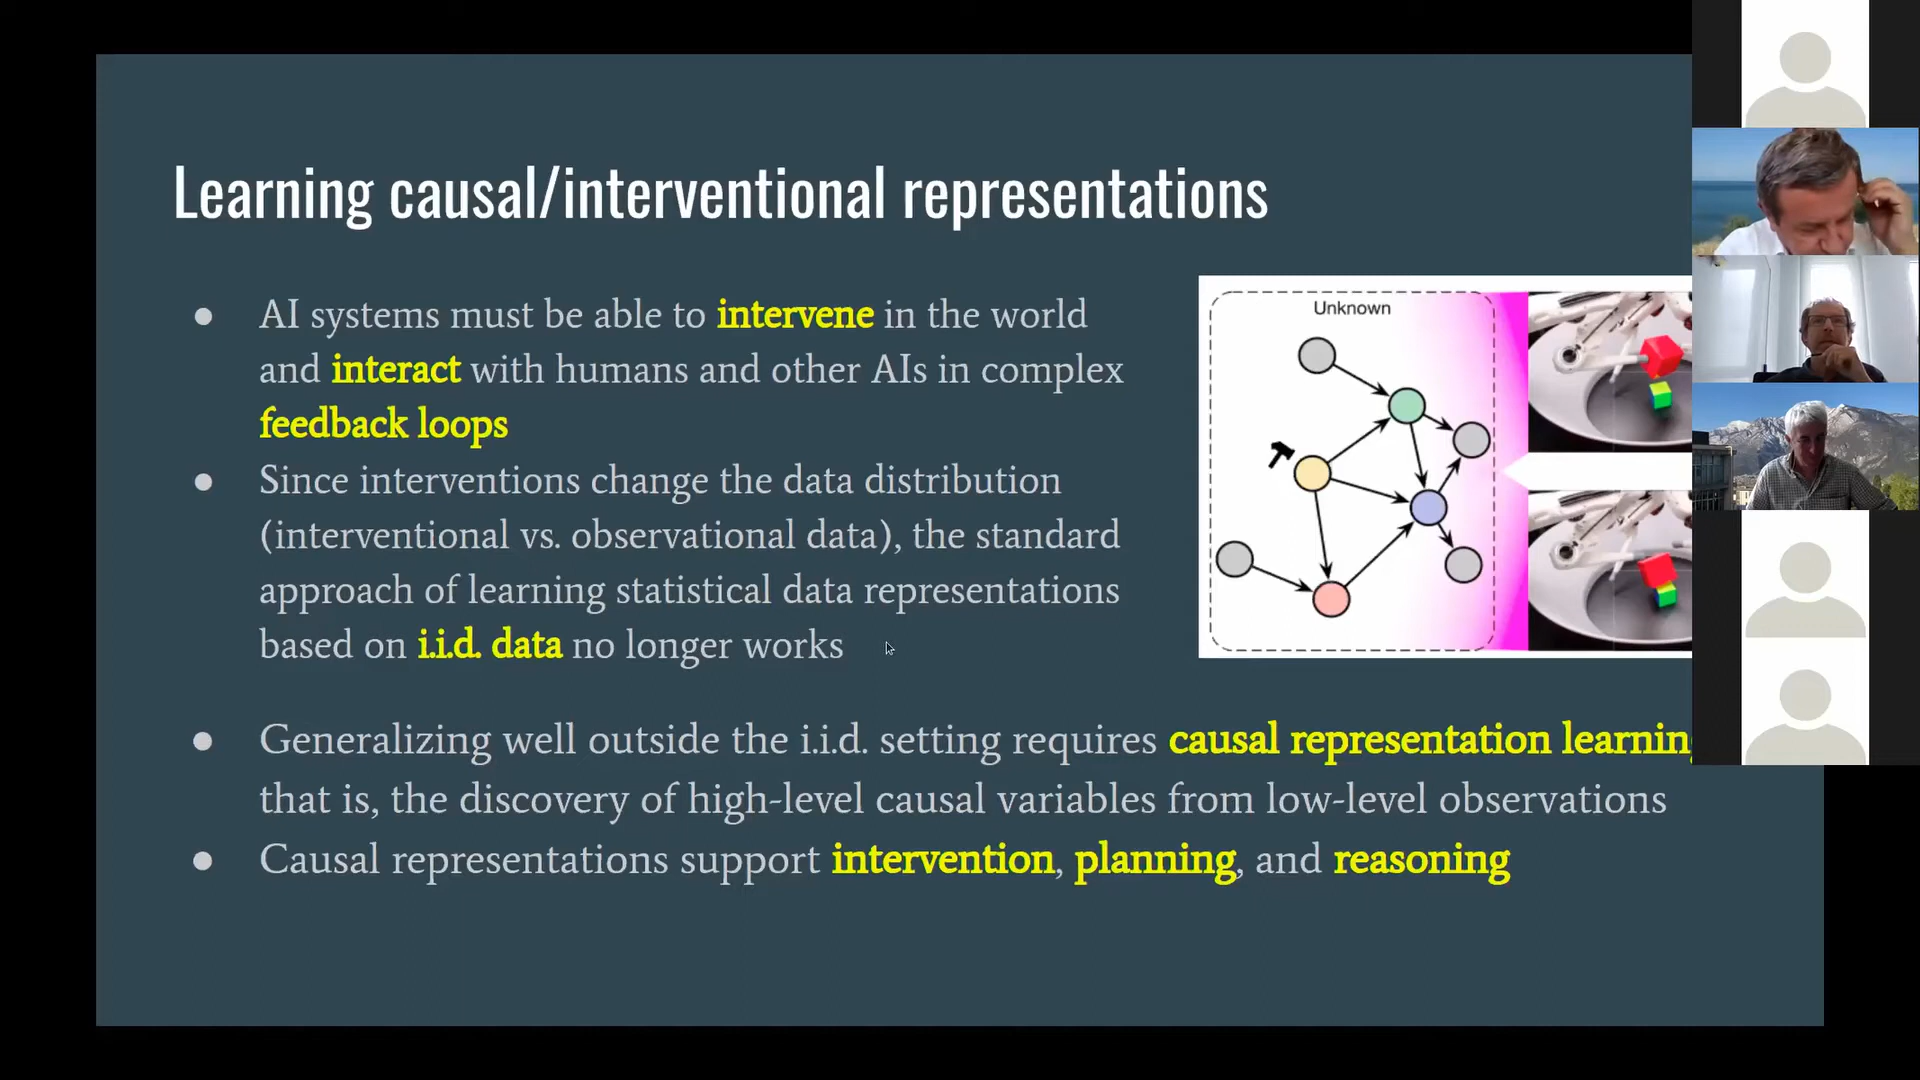 Learning causal/interventional representations
● AI systems must be able to intervene in the world
and interact with humans and other AIs in complex
feedback loops
● Since interventions change the data distribution
(interventional vs. observational data), the standard
approach of learning statistical data representations
based on i.i.d. data no longer works
Unknown
● Generalizing well outside the i.i.d. setting requires causal representation learnin
that is, the discovery of high-level causal variables from low-level observations
● Causal representations support intervention, planning, and reasoning